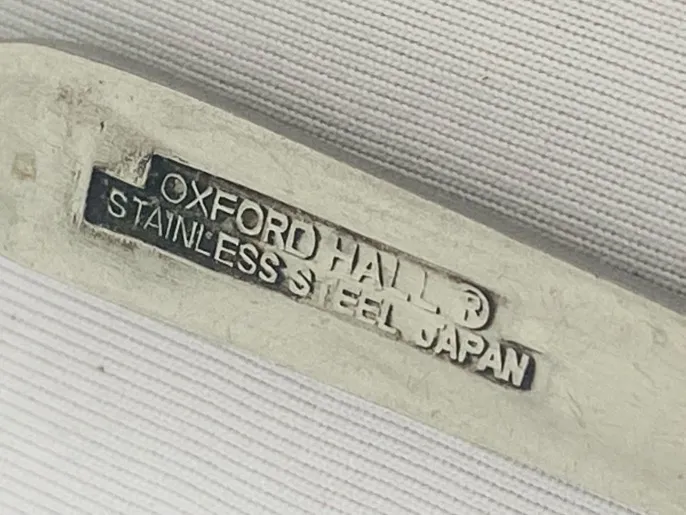 OXFORD HALL ®
STAINLESS STEEL JAPAN